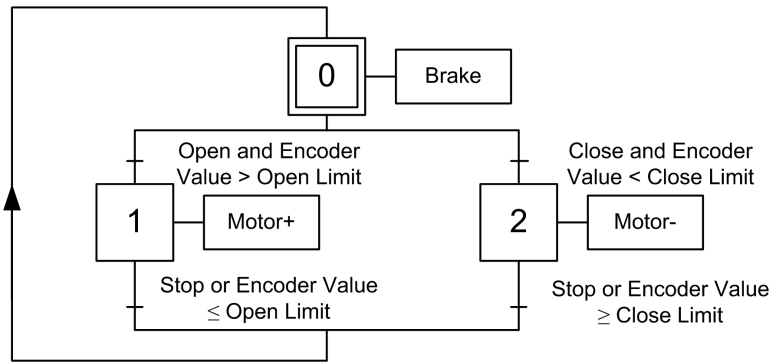 0
Brake
Open and Encoder
Value > Open Limit
Close and Encoder
Value < Close Limit
1
Motor+
2
Motor-
Stop or Encoder Value
≤ Open Limit
Stop or Encoder Value
≥ Close Limit